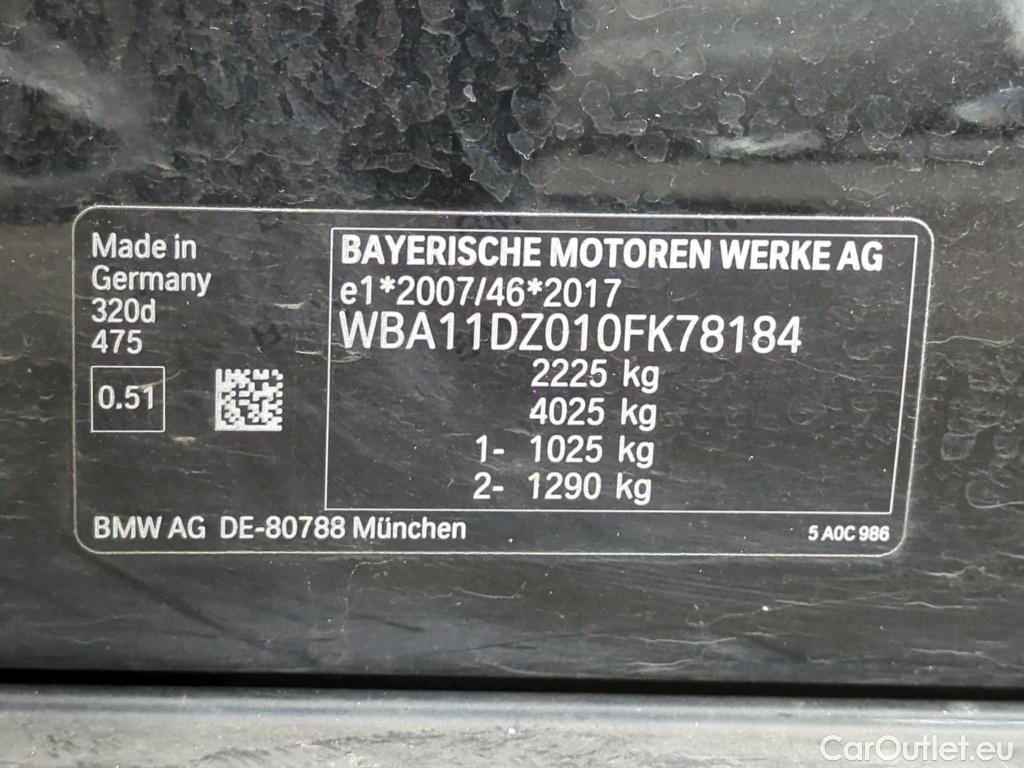 Made in
Germany
320d
475
0.51
BAYERISCHE MOTOREN WERKE AG
e1*2007/46*2017
WBA11DZ010FK78184
2225 kg
4025 kg
1- 1025 kg
2- 1290 kg
BMW AG DE-80788 München
5 A0C 986
CarOutlet.eu